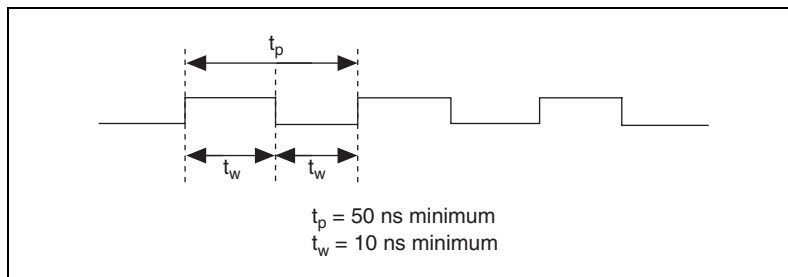 tp
tw tw
tp = 50 ns minimum
tw = 10 ns minimum